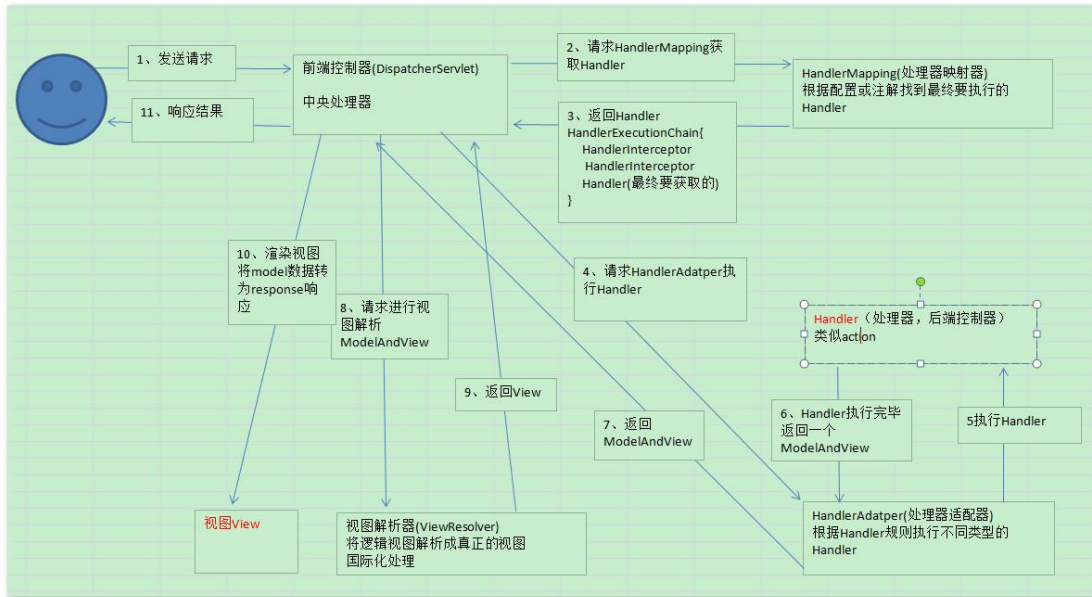 1、发送请求
11、响应结果
前端控制器(DispatcherServlet)
中央处理器
2、请求HandlerMapping获
取Handler
HandlerMapping(处理器映射器)
根据配置或注解找到最终要执行的
Handler
3、返回Handler
HandlerExecutionChain{
HandlerInterceptor
HandlerInterceptor
Handler(最终要获取的)
}
10、渲染视图
将model数据转
为response响
应
8、请求进行视
图解析
ModelAndView
4、请求HandlerAdatper执
行Handler
Handler（处理器，后端控制器）
类似action
9、返回View
7、返回
ModelAndView
6、Handler执行完毕
返回一个
ModelAndView
5执行Handler
视图View
视图解析器(ViewResolver)
将逻辑视图解析成真正的视图
国际化处理
HandlerAdatper(处理器适配器)
根据Handler规则执行不同类型的
Handler